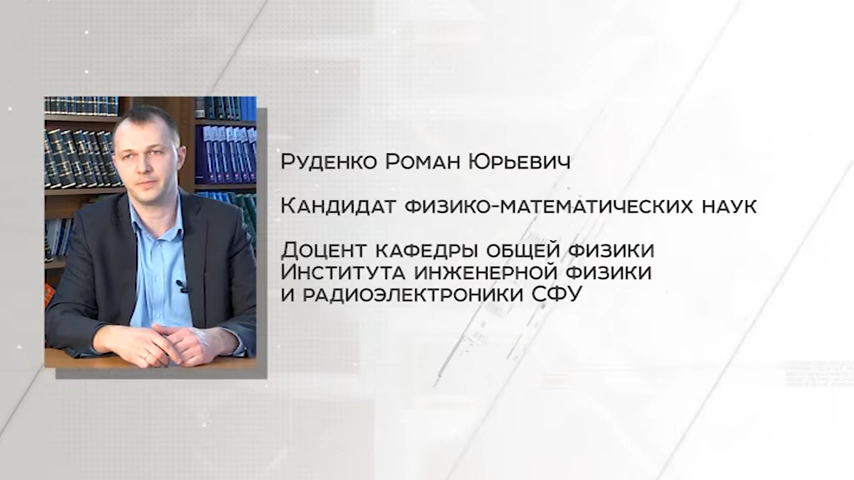 Руденко Роман Юрьевич
Кандидат физико-математических наук
Доцент кафедры общей физики
Института инженерной физики
и радиоэлектроники СФУ